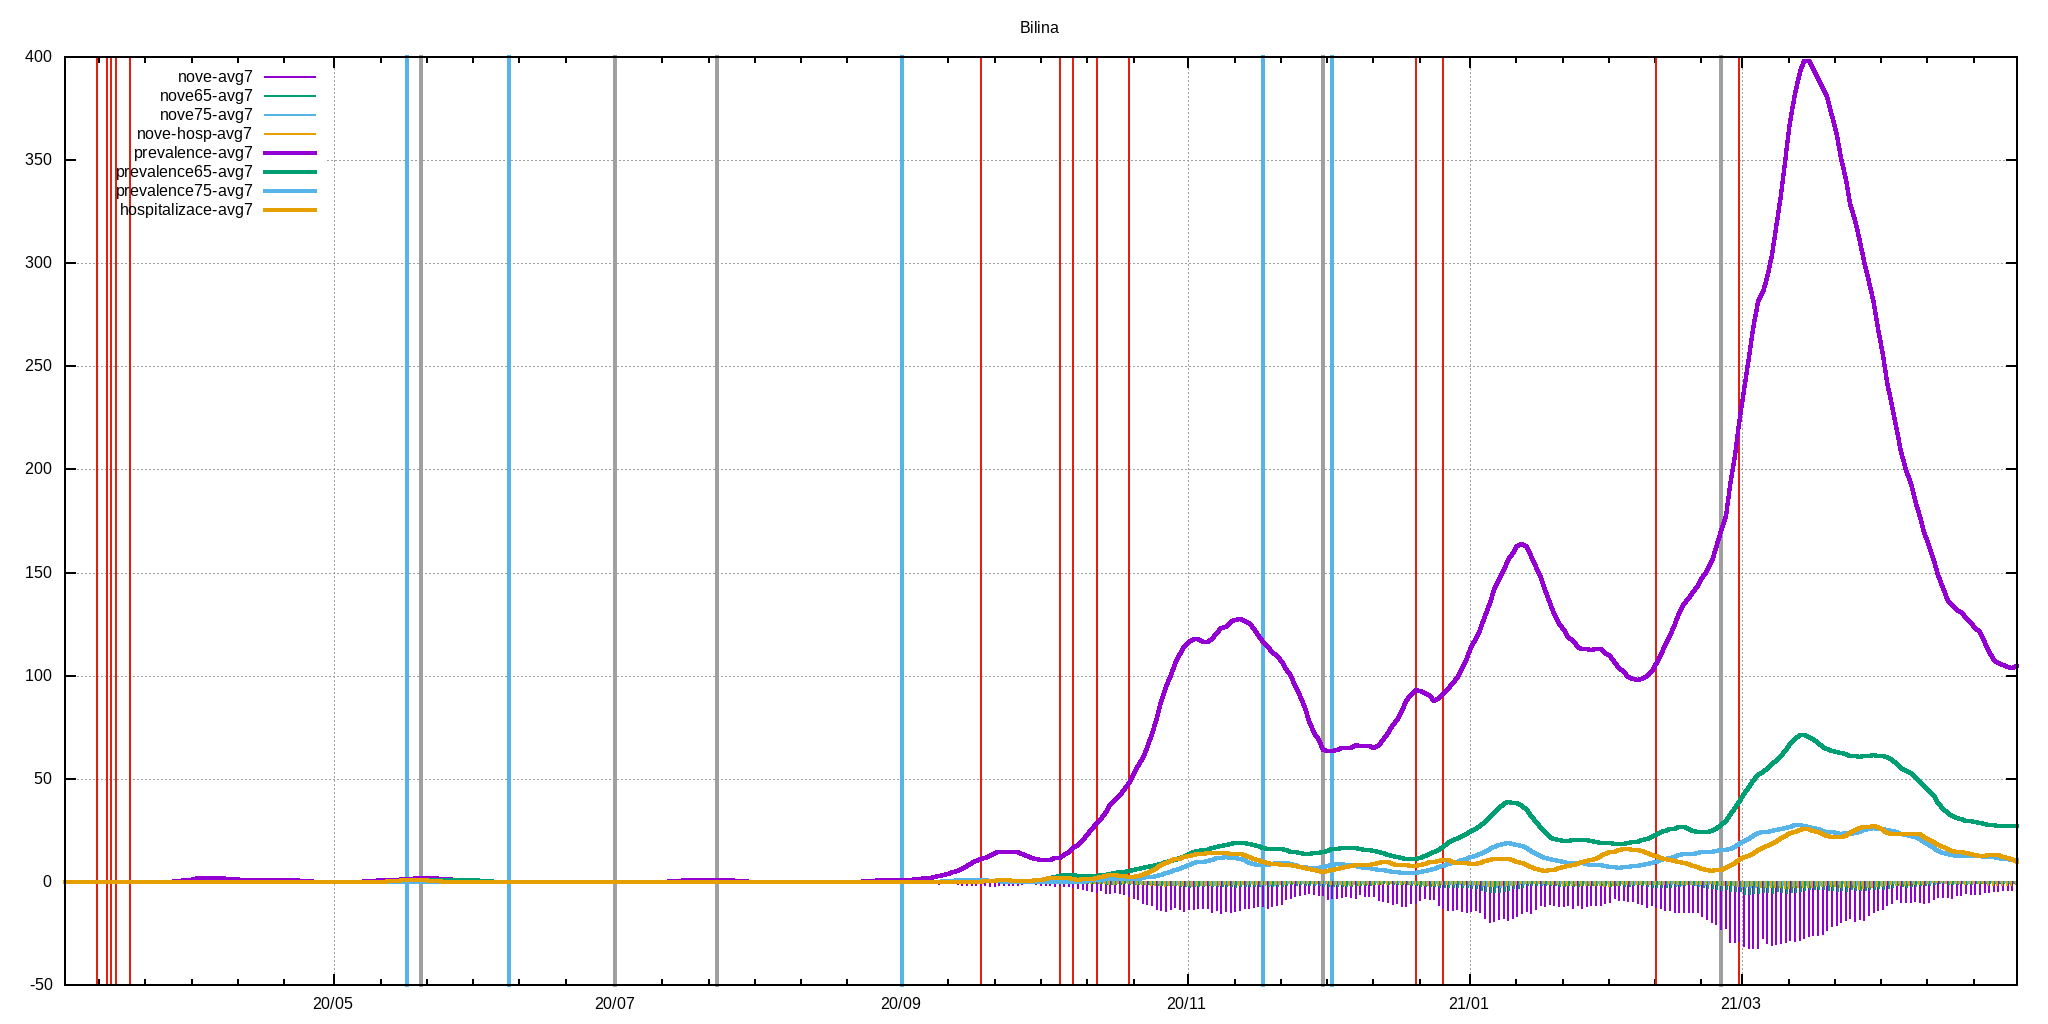 Bilina
400
350
300
250
200
150
100
50
0
-50
nove-avg7
nove65-avg7
nove75-avg7
nove-hosp-avg7
prevalence-avg7
prevalence65-avg7
prevalence75-avg7
hospitalizace-avg7
20/05
20/07
20/09
20/11
21/01
21/03